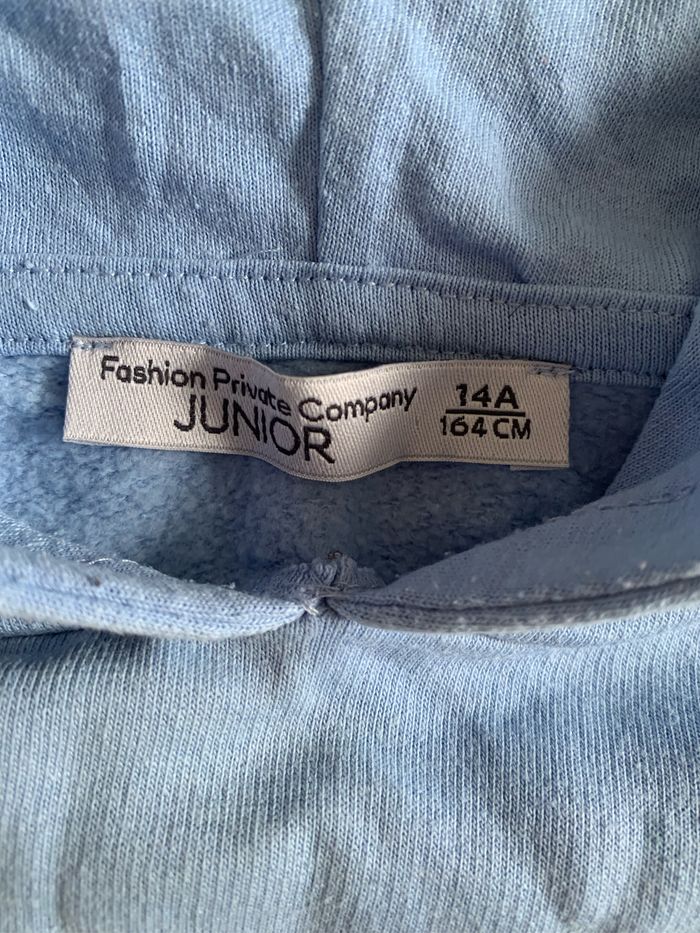 Fashion Private Company
JUNIOR
14A
164 CM